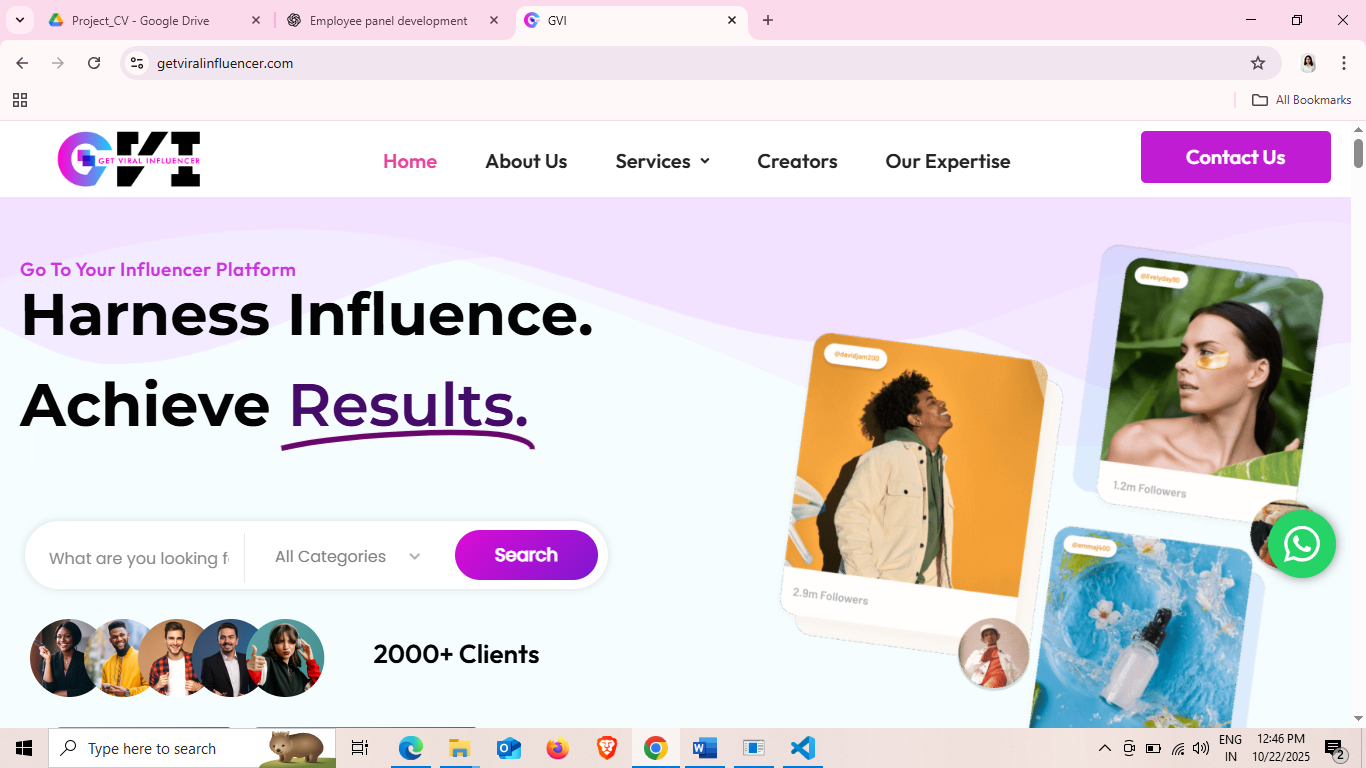 Project_CV - Google Drive
Employee panel development
GVI
getviralinfluencer.com
All Bookmarks
GVI
GET VIRAL INFLUENCER
Home
About Us
Services
Creators
Our Expertise
Contact Us
Go To Your Influencer Platform
Harness Influence.
Achieve Results.
What are you looking f
All Categories
Search
2000+ Clients
@livelyday80
1.2m Followers
@davidjam200
2.9m Followers
@emmaj400
Type here to search
ENG
IN
12:46 PM
10/22/2025
2